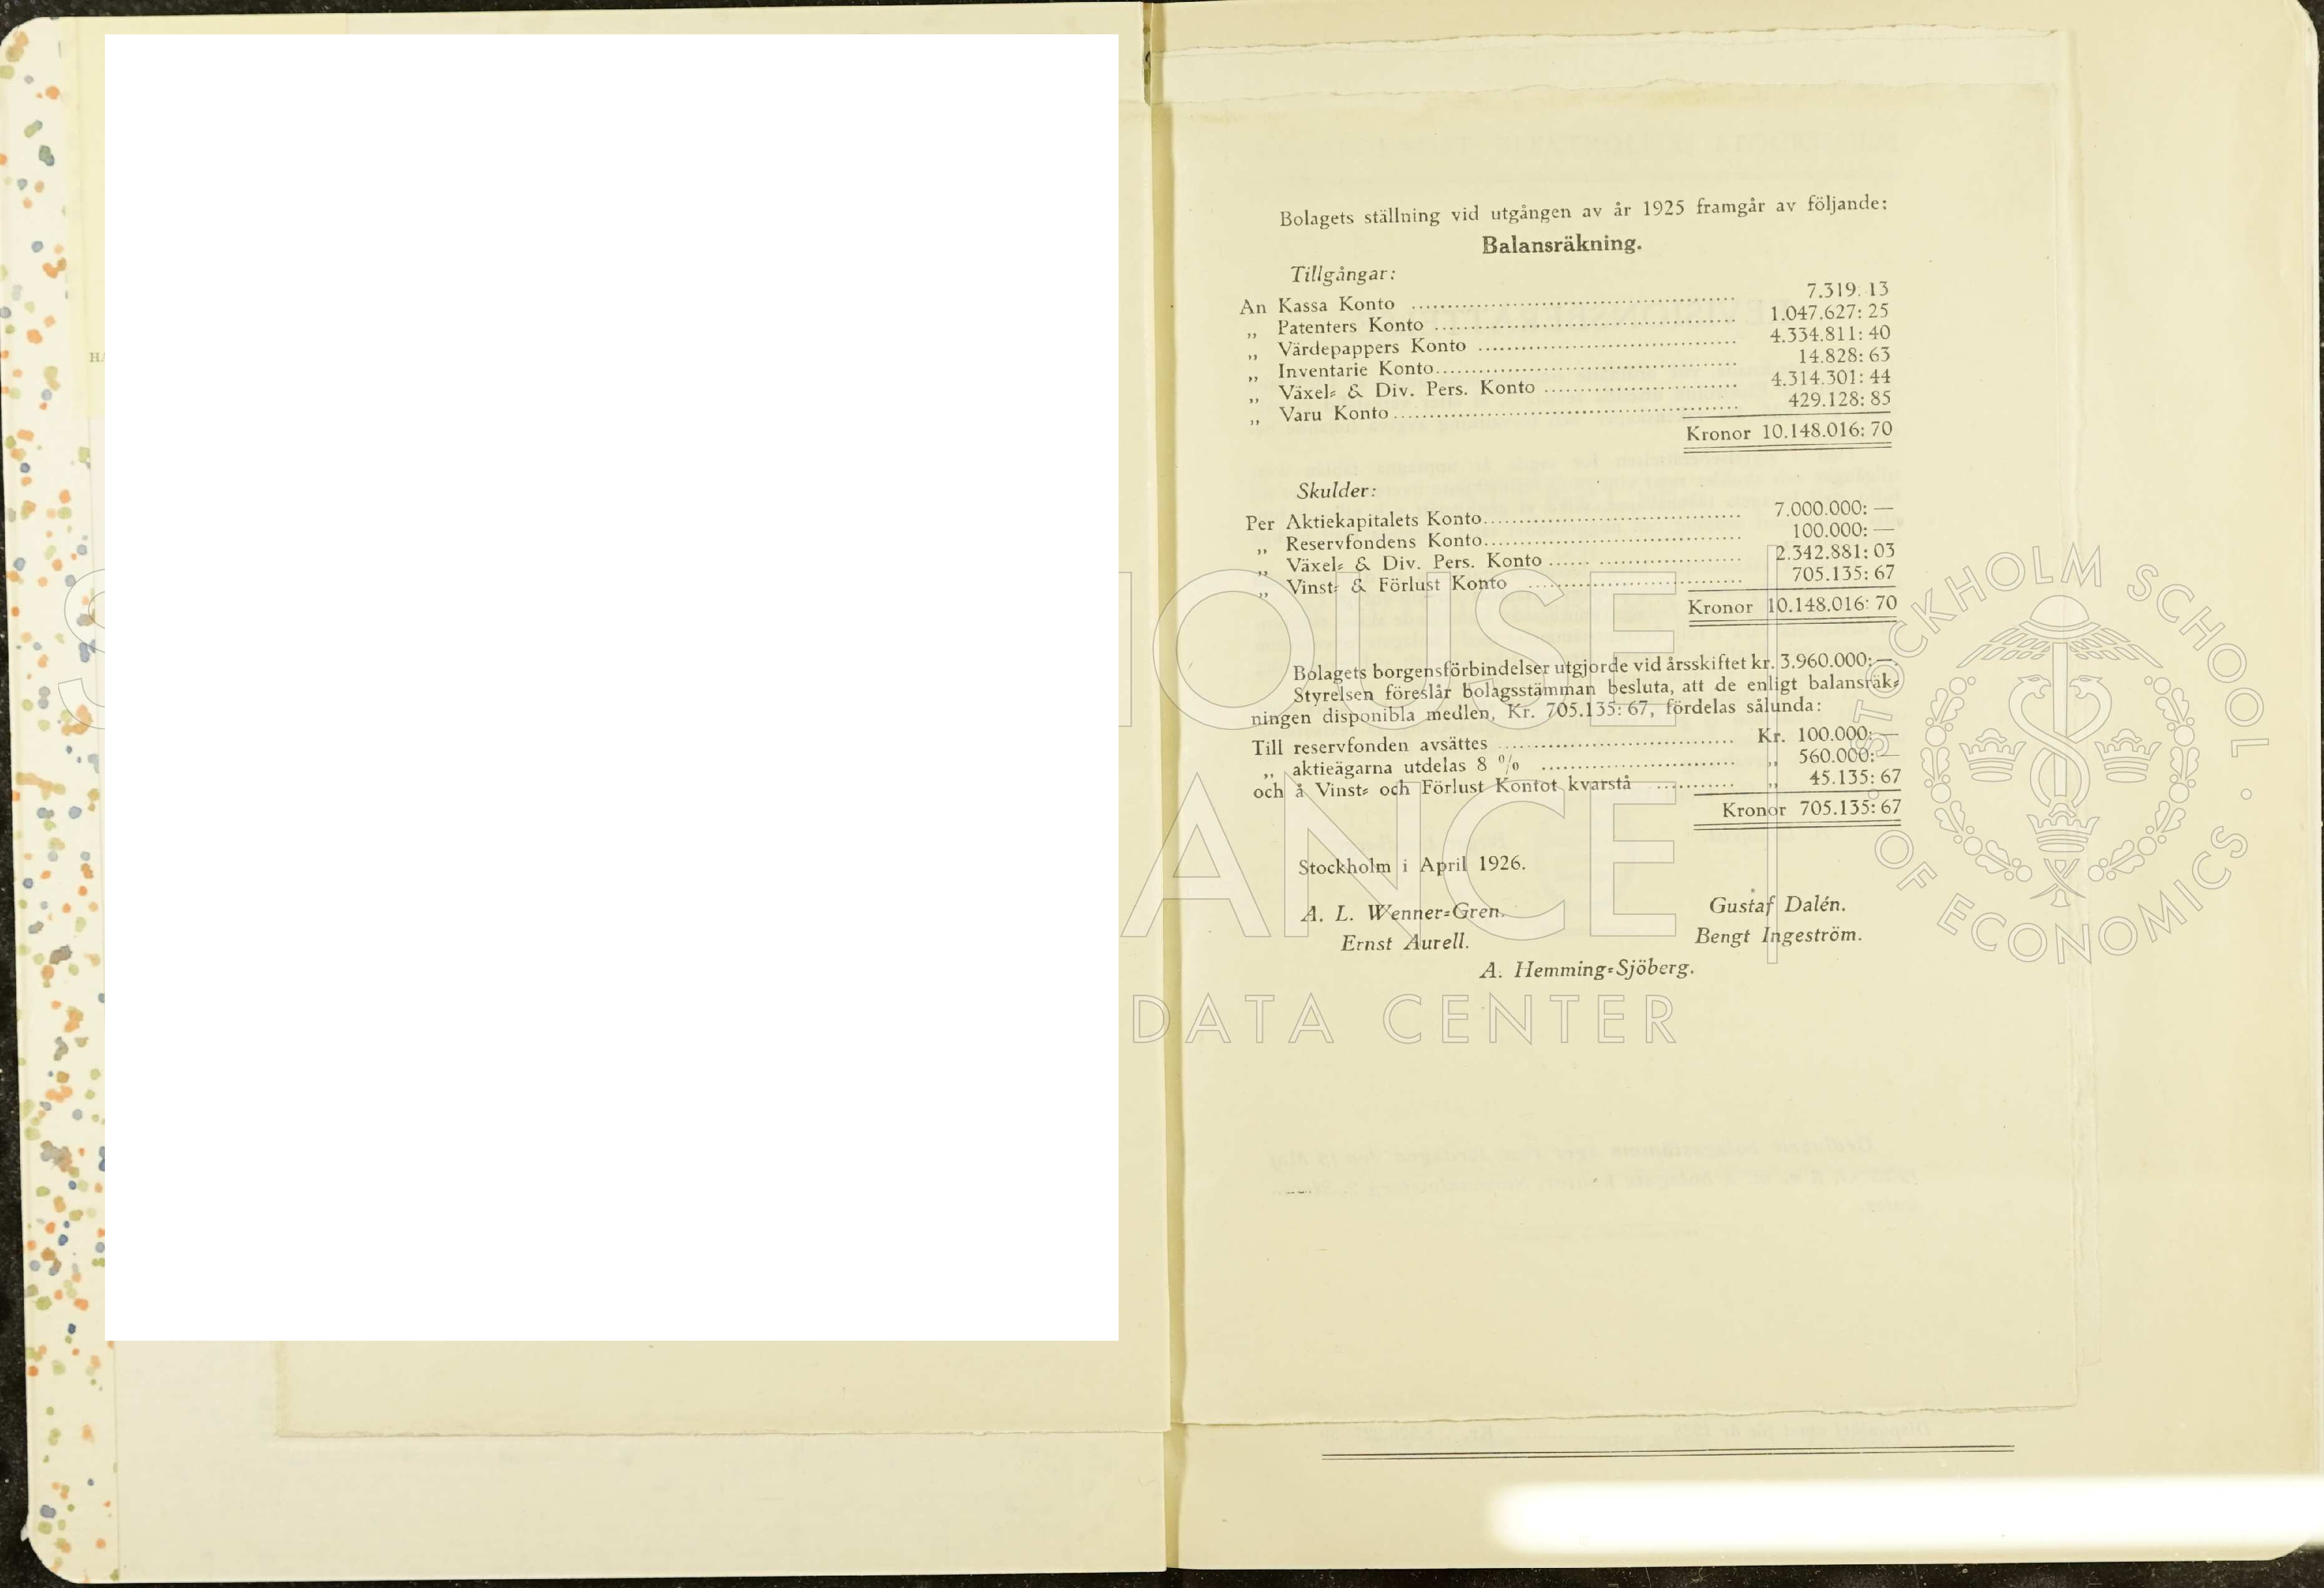 Bolagets ställning vid utgången av år 1925 framgår av följande:
Balansräkning.
Tillgångar:
An Kassa Konto ........ 7.319.13
„ Patenters Konto ........ 1.047.627:25
„ Värdepappers Konto ........ 4.334.811:40
„ Inventarie Konto ........ 14.828:63
„ Växel- & Div. Pers. Konto ........ 4.314.301:44
„ Varu Konto ........ 429.128:85
Kronor 10.148.016:70
Skulder:
Per Aktiekapitalets Konto ........ 7.000.000:—
„ Reservfondens Konto ........ 100.000:—
„ Växel- & Div. Pers. Konto ........ 2.342.881:03
„ Vinst- & Förlust Konto ........ 705.135:67
Kronor 10.148.016:70
Bolagets borgensförbindelser utgjorde vid årsskiftet kr. 3.960.000:—.
Styrelsen föreslår bolagsstämman besluta, att de enligt balansräk-
ningen disponibla medlen, Kr. 705.135:67, fördelas sålunda:
Till reservfonden avsättes ........ Kr. 100.000:—
„ aktieägarna utdelas 8 % ........ „ 560.000:—
och å Vinst- och Förlust Kontot kvarstå ........ „ 45.135:67
Kronor 705.135:67
Stockholm i April 1926.
A. L. Wenner-Gren.
Gustaf Dalén.
Ernst Aurell.
Bengt Ingeström.
A. Hemming-Sjöberg.
HOUSE
DATA CENTER
STOCKHOLM SCHOOL OF ECONOMICS